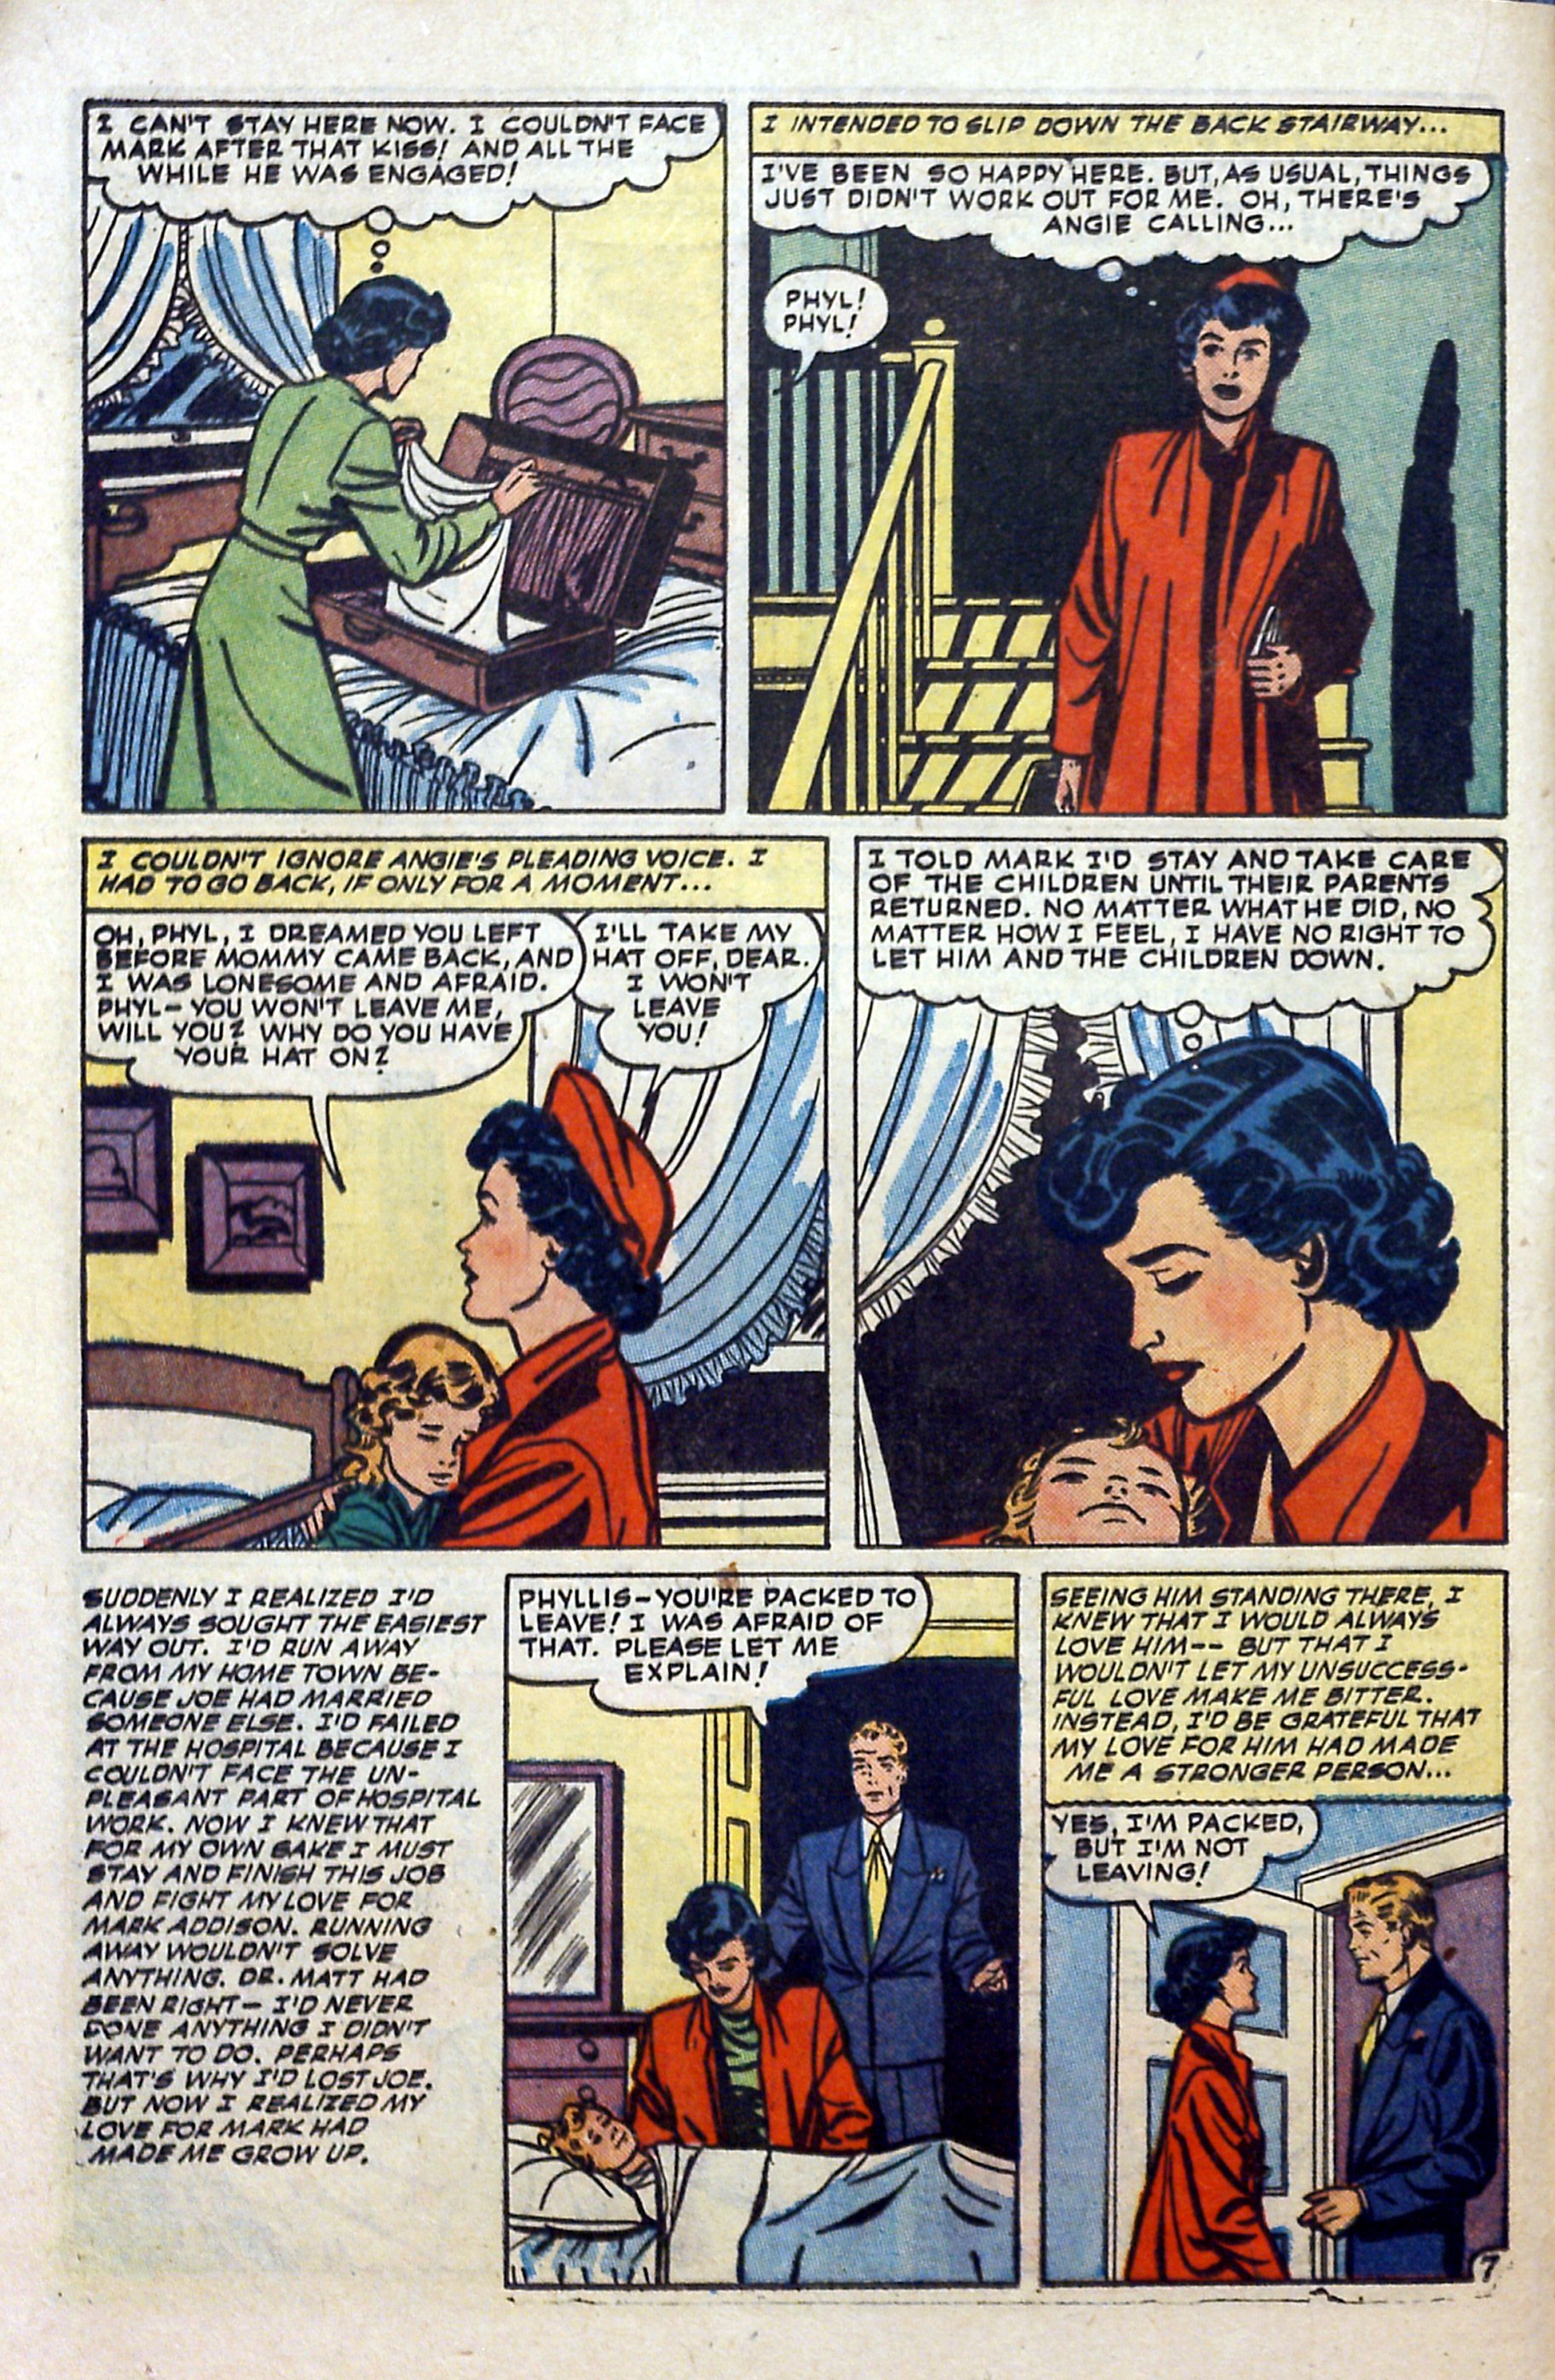 I CAN'T STAY HERE NOW. I COULDN'T FACE
MARK AFTER THAT KISS! AND ALL THE
WHILE HE WAS ENGAGED!
I INTENDED TO SLIP DOWN THE BACK STAIRWAY...
I'VE BEEN SO HAPPY HERE. BUT, AS USUAL, THINGS
JUST DIDN'T WORK OUT FOR ME. OH, THERE'S
ANGIE CALLING...
PHYL!
PHYL!
I COULDN'T IGNORE ANGIE'S PLEADING VOICE. I
HAD TO GO BACK, IF ONLY FOR A MOMENT...
OH, PHYL, I DREAMED YOU LEFT
BEFORE MOMMY CAME BACK, AND
I WAS LONESOME AND AFRAID.
PHYL- YOU WON'T LEAVE ME,
WILL YOU? WHY DO YOU HAVE
YOUR HAT ON?
I'LL TAKE MY
HAT OFF, DEAR.
I WON'T
LEAVE
YOU!
I TOLD MARK I'D STAY AND TAKE CARE
OF THE CHILDREN UNTIL THEIR PARENTS
RETURNED. NO MATTER WHAT HE DID, NO
MATTER HOW I FEEL, I HAVE NO RIGHT TO
LET HIM AND THE CHILDREN DOWN.
SUDDENLY I REALIZED I'D
ALWAYS SOUGHT THE EASIEST
WAY OUT. I'D RUN AWAY
FROM MY HOME TOWN BE-
CAUSE JOE HAD MARRIED
SOMEONE ELSE. I'D FAILED
AT THE HOSPITAL BECAUSE I
COULDN'T FACE THE UN-
PLEASANT PART OF HOSPITAL
WORK. NOW I KNEW THAT
FOR MY OWN SAKE I MUST
STAY AND FINISH THIS JOB
AND FIGHT MY LOVE FOR
MARK ADDISON. RUNNING
AWAY WOULDN'T SOLVE
ANYTHING. DR. MATT HAD
BEEN RIGHT- I'D NEVER
DONE ANYTHING I DIDN'T
WANT TO DO. PERHAPS
THAT'S WHY I'D LOST JOE.
BUT NOW I REALIZED MY
LOVE FOR MARK HAD
MADE ME GROW UP.
PHYLLIS-YOU'RE PACKED TO
LEAVE! I WAS AFRAID OF
THAT. PLEASE LET ME
EXPLAIN!
SEEING HIM STANDING THERE, I
KNEW THAT I WOULD ALWAYS
LOVE HIM-- BUT THAT I
WOULDN'T LET MY UNSUCCESS-
FUL LOVE MAKE ME BITTER.
INSTEAD, I'D BE GRATEFUL THAT
MY LOVE FOR HIM HAD MADE
ME A STRONGER PERSON...
YES, I'M PACKED,
BUT I'M NOT
LEAVING!
7